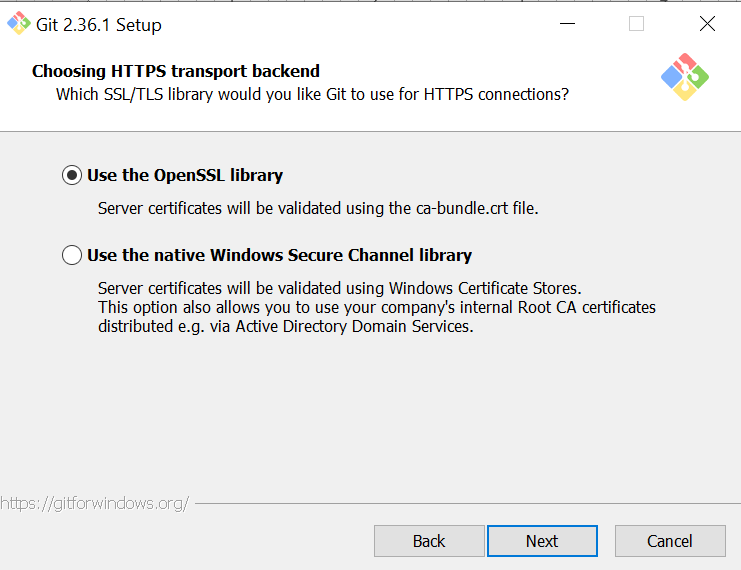 Git 2.36.1 Setup
Choosing HTTPS transport backend
Which SSL/TLS library would you like Git to use for HTTPS connections?
Use the OpenSSL library
Server certificates will be validated using the ca-bundle.crt file.
Use the native Windows Secure Channel library
Server certificates will be validated using Windows Certificate Stores.
This option also allows you to use your company's internal Root CA certificates
distributed e.g. via Active Directory Domain Services.
https://gitforwindows.org/
Back
Next
Cancel